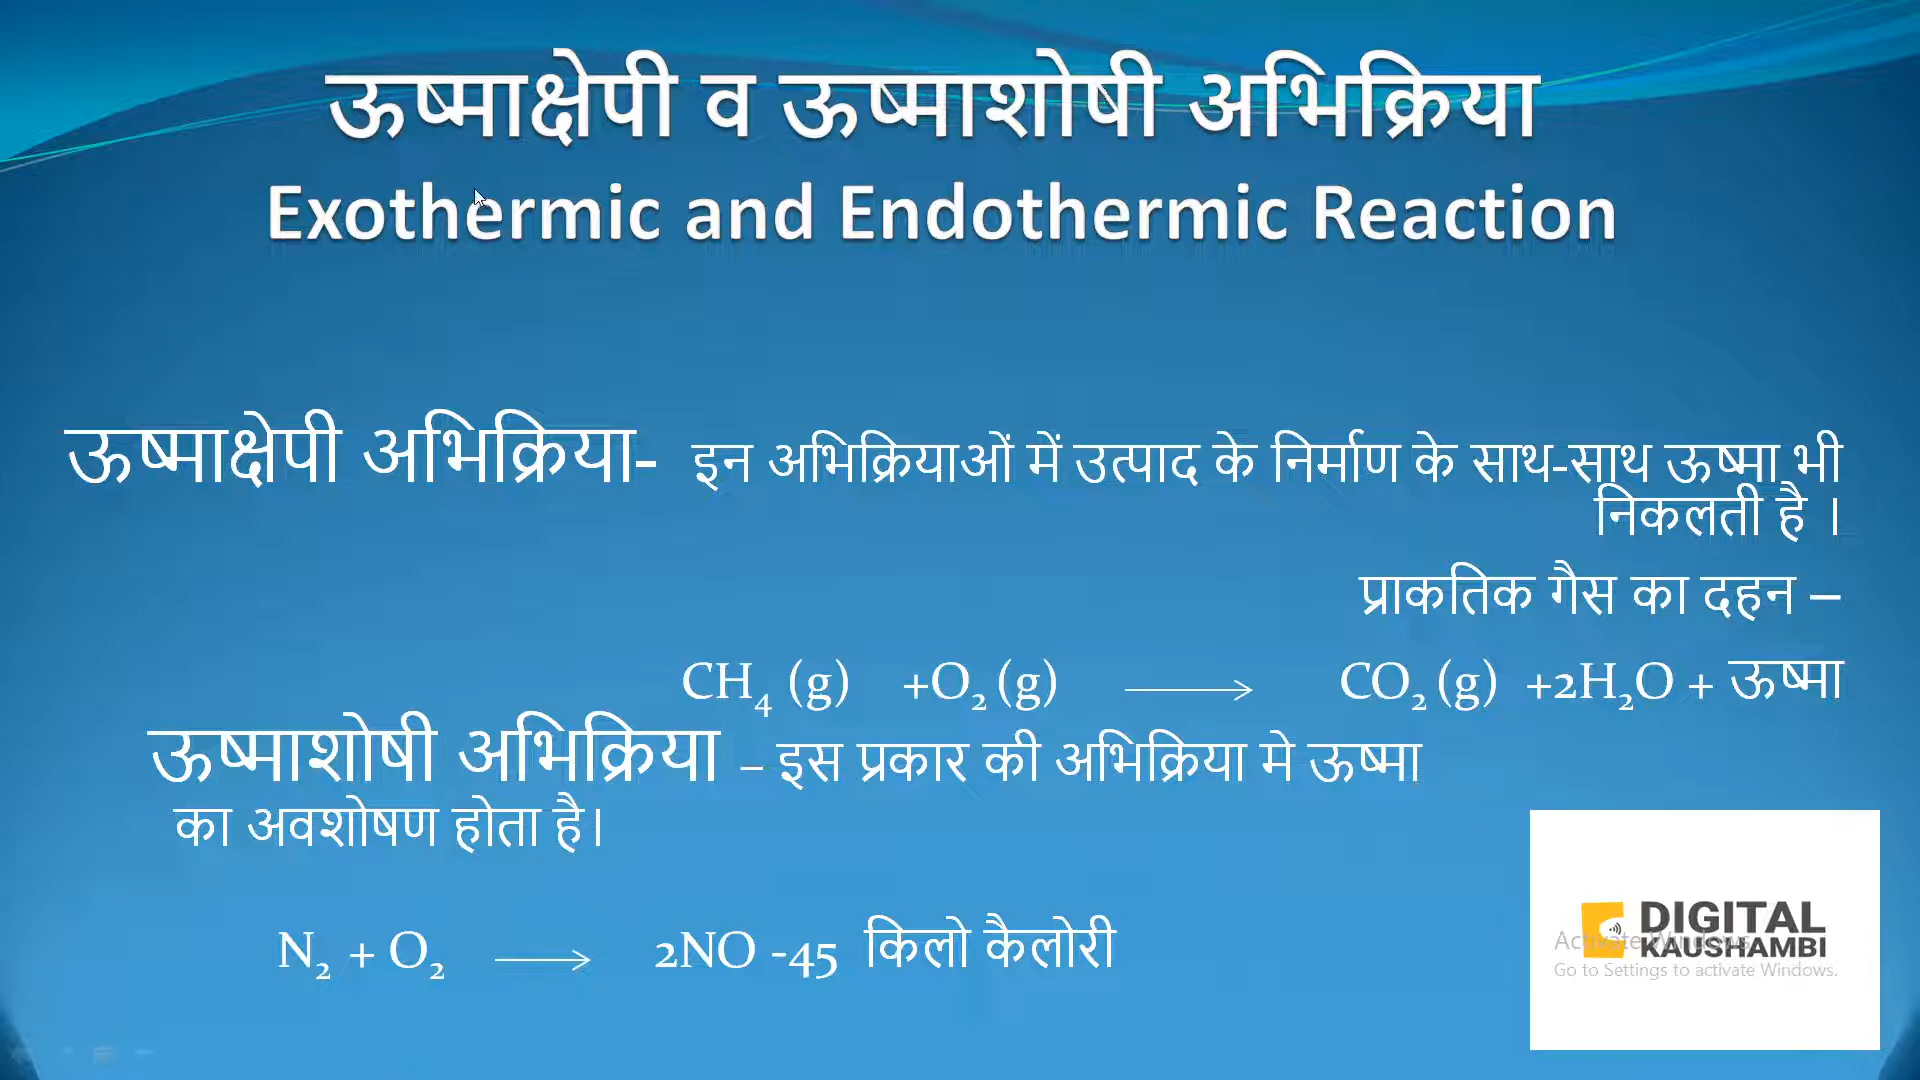 ऊष्माक्षेपी व ऊष्माशोषी अभिक्रिया
Exothermic and Endothermic Reaction
ऊष्माक्षेपी अभिक्रिया- इन अभिक्रियाओं में उत्पाद के निर्माण के साथ-साथ ऊष्मा भी
निकलती है ।
प्राकतिक गैस का दहन –
CH₄ (g) +O₂ (g) → CO₂ (g) +2H₂O + ऊष्मा
ऊष्माशोषी अभिक्रिया – इस प्रकार की अभिक्रिया मे ऊष्मा
का अवशोषण होता है।
N₂ + O₂ → 2NO -45 किलो कैलोरी
DIGITAL
KAUSHAMBI
Activate Windows
Go to Settings to activate Windows.